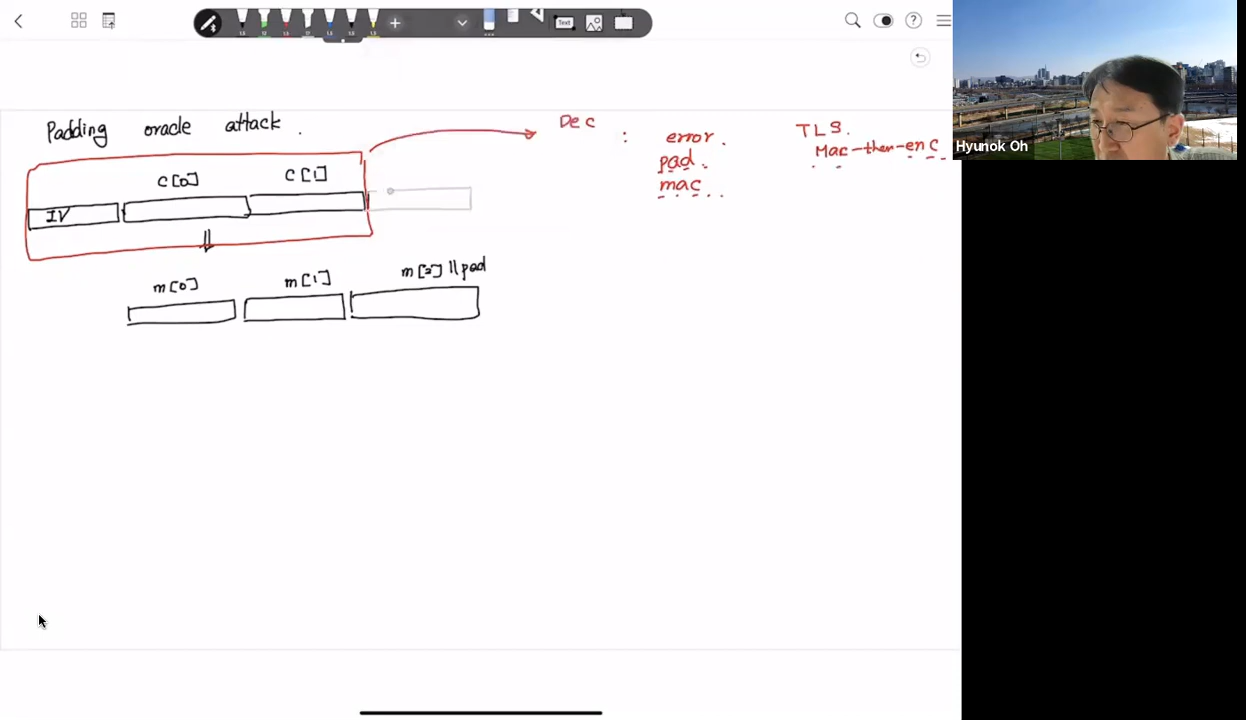 Text
Padding oracle attack.
Dec
: error.
pad.
mac
TLS.
Mac-then-enc
Hyunok Oh
c[0] c[1]
IV
m[0] m[1] m[2] || pad